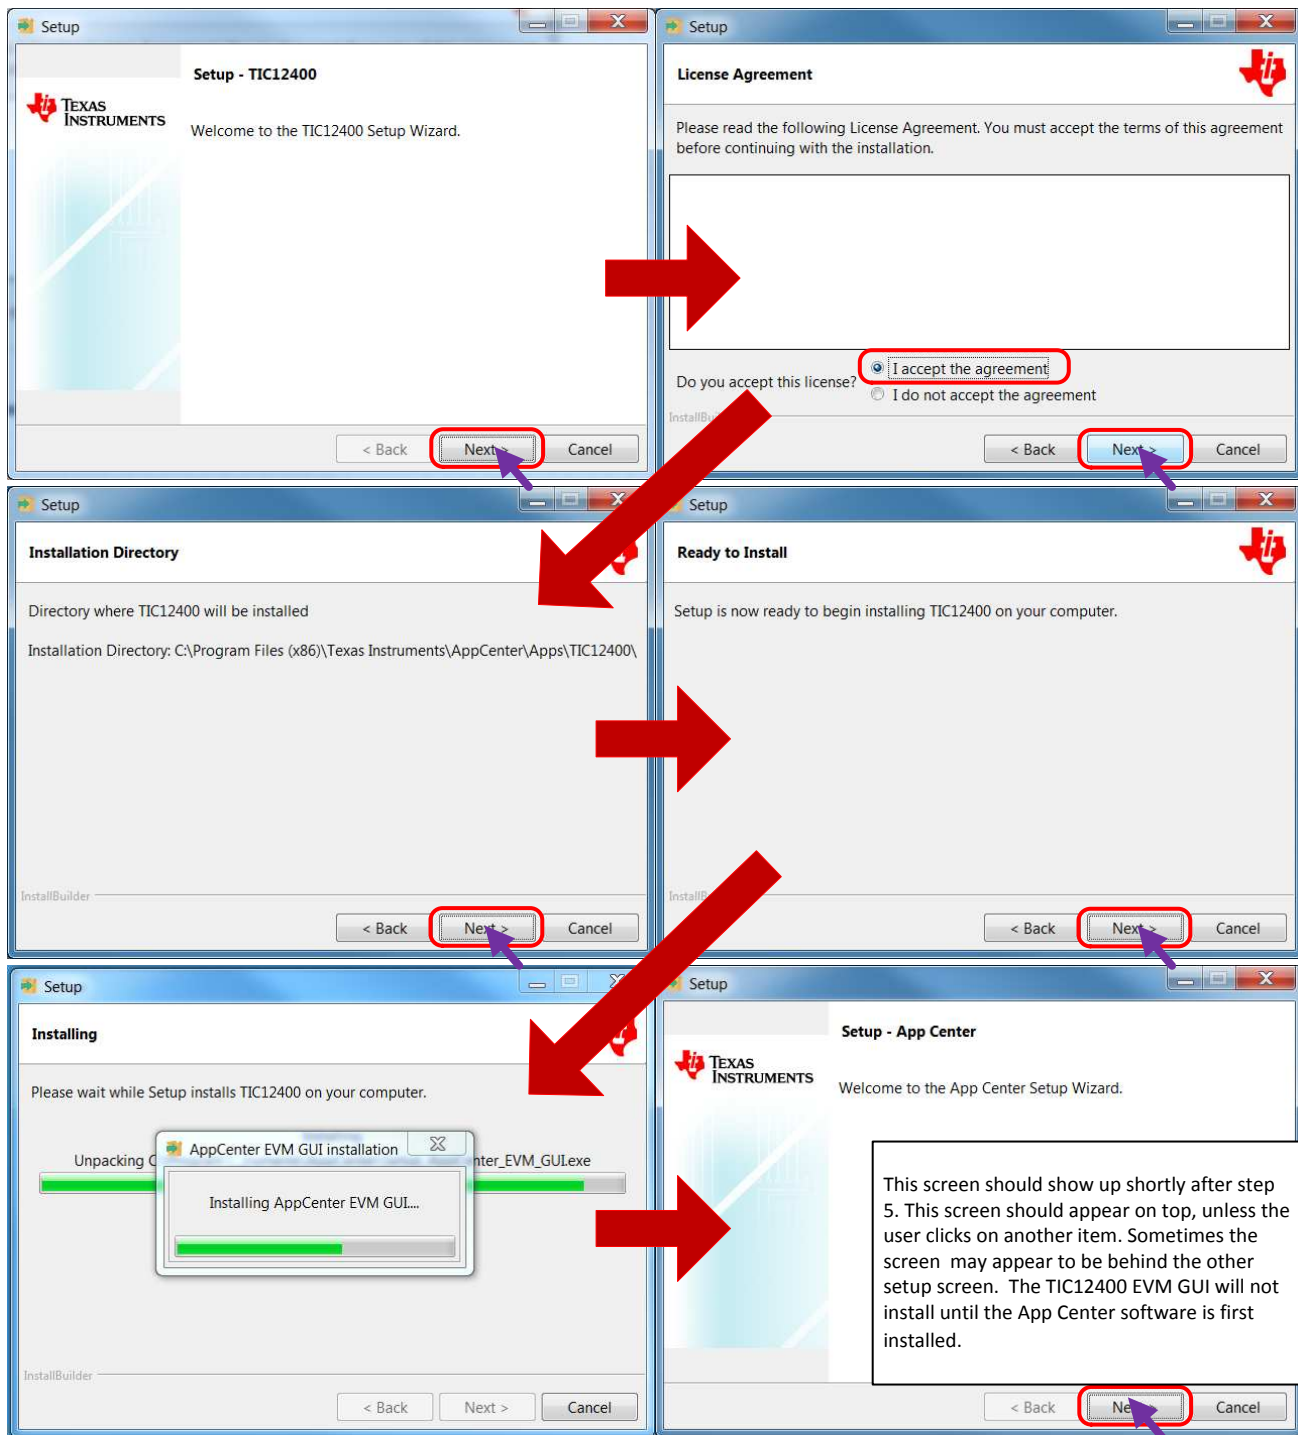 Setup
Setup - TIC12400
TEXAS
INSTRUMENTS
Welcome to the TIC12400 Setup Wizard.
< Back
Next >
Cancel
Setup
License Agreement
Please read the following License Agreement. You must accept the terms of this agreement
before continuing with the installation.
Do you accept this license?
I accept the agreement
I do not accept the agreement
< Back
Next >
Cancel
Setup
Installation Directory
Directory where TIC12400 will be installed
Installation Directory: C:\Program Files (x86)\Texas Instruments\AppCenter\Apps\TIC12400\
InstallBuilder
< Back
Next >
Cancel
Setup
Ready to Install
Setup is now ready to begin installing TIC12400 on your computer.
< Back
Next >
Cancel
Setup
Installing
Please wait while Setup installs TIC12400 on your computer.
Unpacking
nter_EVM_GUI.exe
AppCenter EVM GUI installation
Installing AppCenter EVM GUI....
InstallBuilder
< Back
Next >
Cancel
Setup
Setup - App Center
TEXAS
INSTRUMENTS
Welcome to the App Center Setup Wizard.
This screen should show up shortly after step
5. This screen should appear on top, unless the
user clicks on another item. Sometimes the
screen may appear to be behind the other
setup screen. The TIC12400 EVM GUI will not
install until the App Center software is first
installed.
< Back
Next >
Cancel